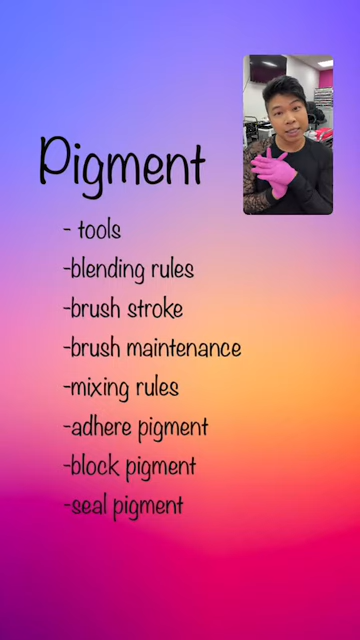 Pigment
- tools
-blending rules
-brush stroke
-brush maintenance
-mixing rules
-adhere pigment
-block pigment
-seal pigment